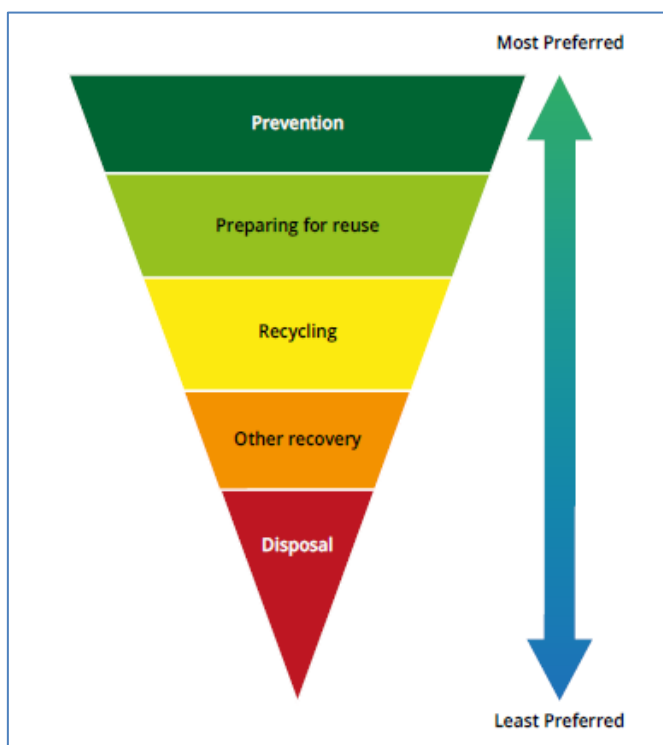 Most Preferred
Prevention
Preparing for reuse
Recycling
Other recovery
Disposal
Least Preferred